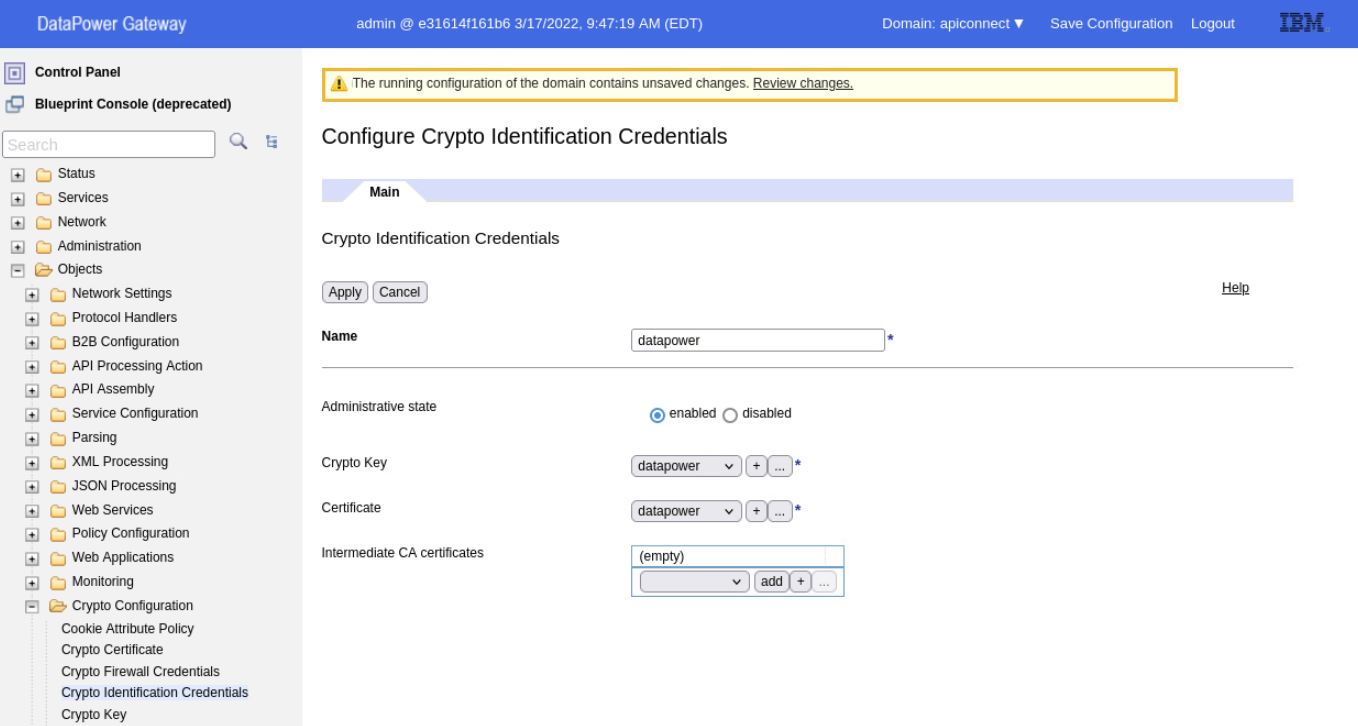 DataPower Gateway admin @ e31614f161b6 3/17/2022, 9:47:19 AM (EDT) Domain: apiconnect ▼ Save Configuration Logout IBM
Control Panel
Blueprint Console (deprecated)
Search
Status
Services
Network
Administration
Objects
Network Settings
Protocol Handlers
B2B Configuration
API Processing Action
API Assembly
Service Configuration
Parsing
XML Processing
JSON Processing
Web Services
Policy Configuration
Web Applications
Monitoring
Crypto Configuration
Cookie Attribute Policy
Crypto Certificate
Crypto Firewall Credentials
Crypto Identification Credentials
Crypto Key
The running configuration of the domain contains unsaved changes. Review changes.
Configure Crypto Identification Credentials
Main
Crypto Identification Credentials
Apply Cancel Help
Name datapower *
Administrative state enabled disabled
Crypto Key datapower + ... *
Certificate datapower + ... *
Intermediate CA certificates (empty)
add + ...